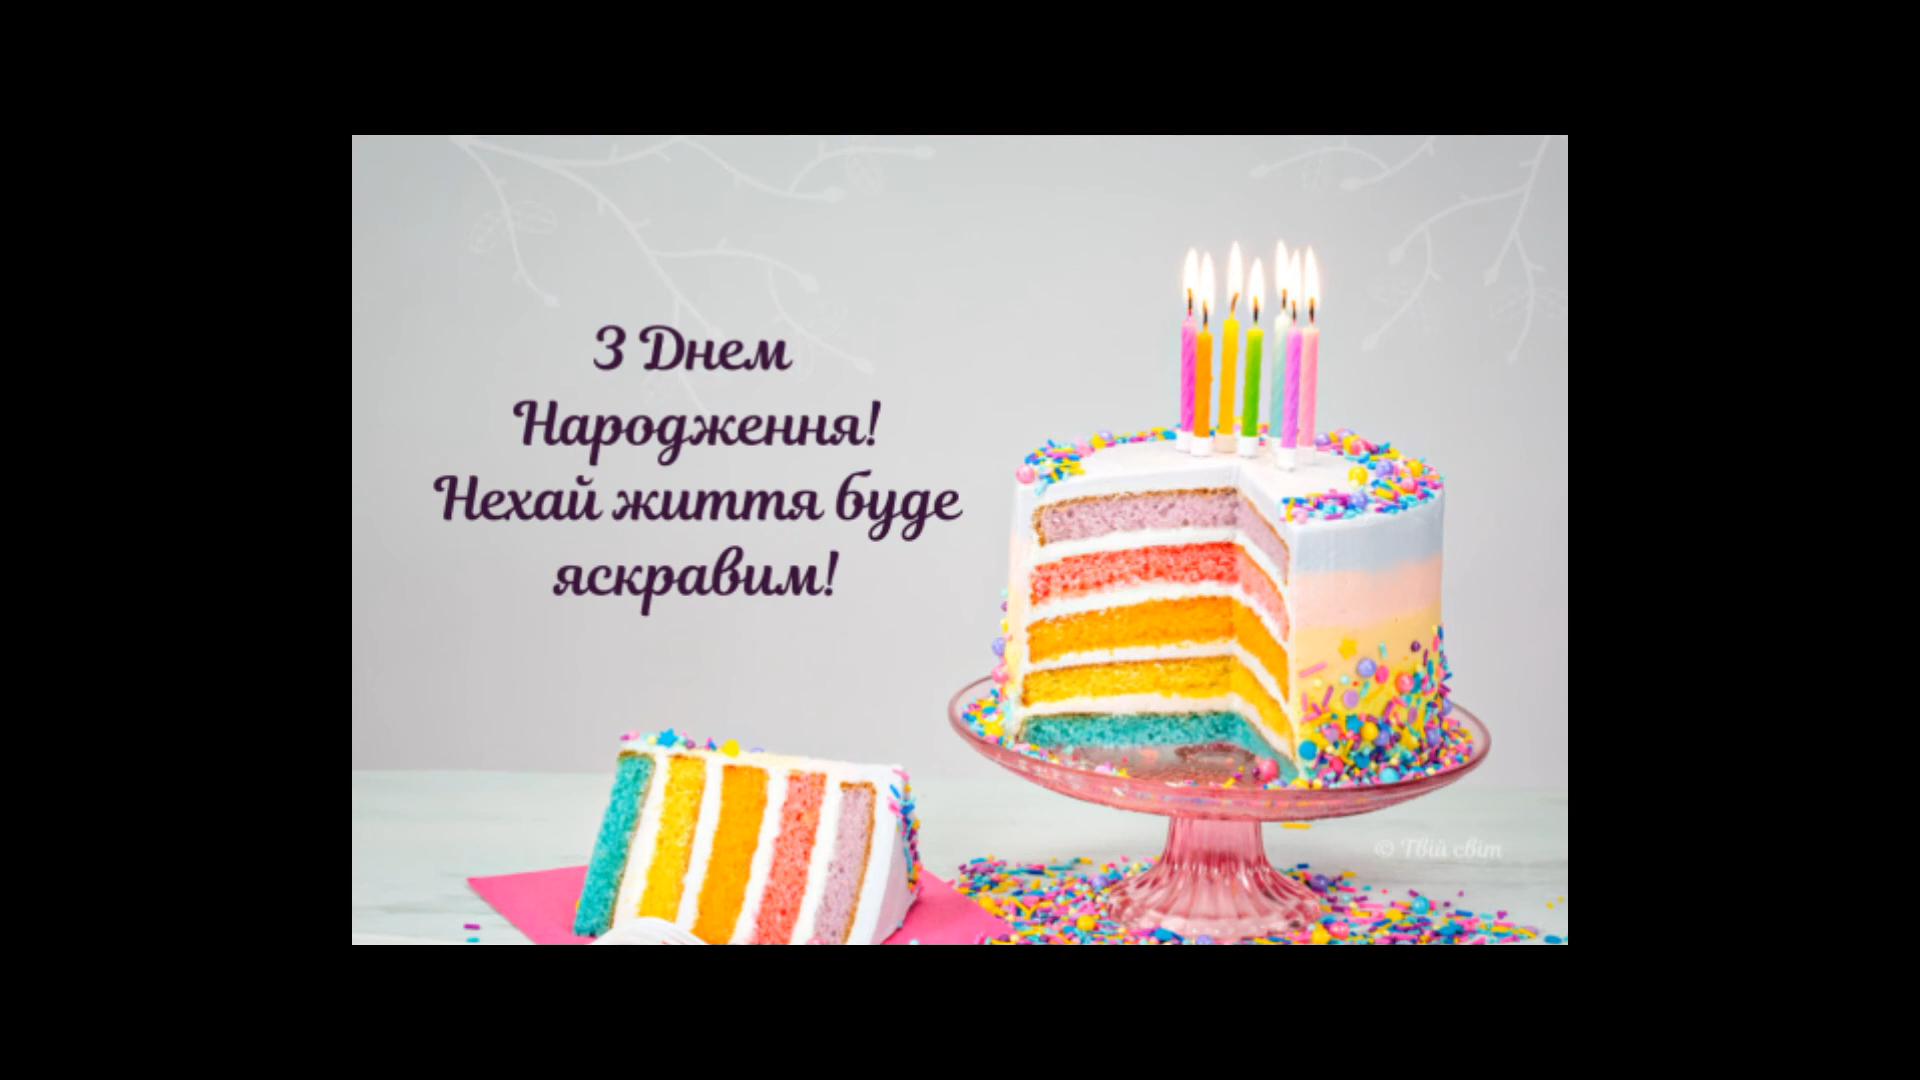 З Днем
Народження!
Нехай життя буде
яскравим!
© Твій світ